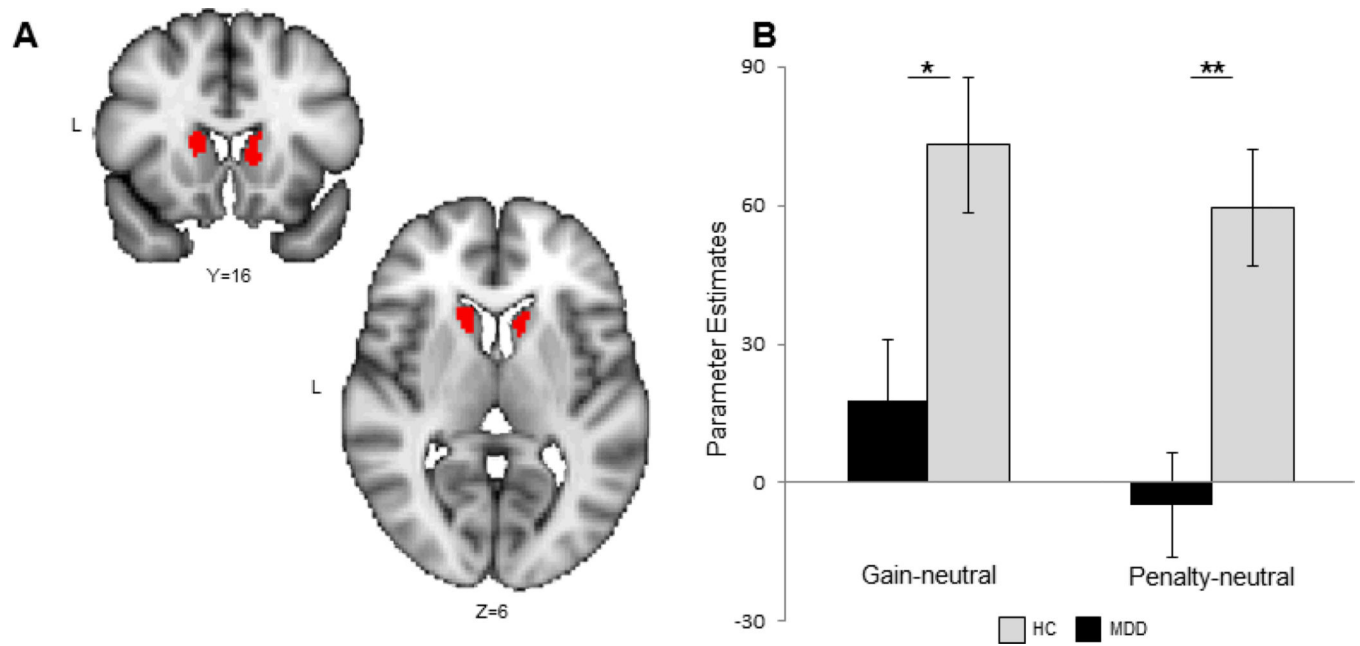 A
L
Y=16
L
Z=6
B
Parameter Estimates
90
60
30
0
-30
*
**
Gain-neutral
Penalty-neutral
HC
MDD